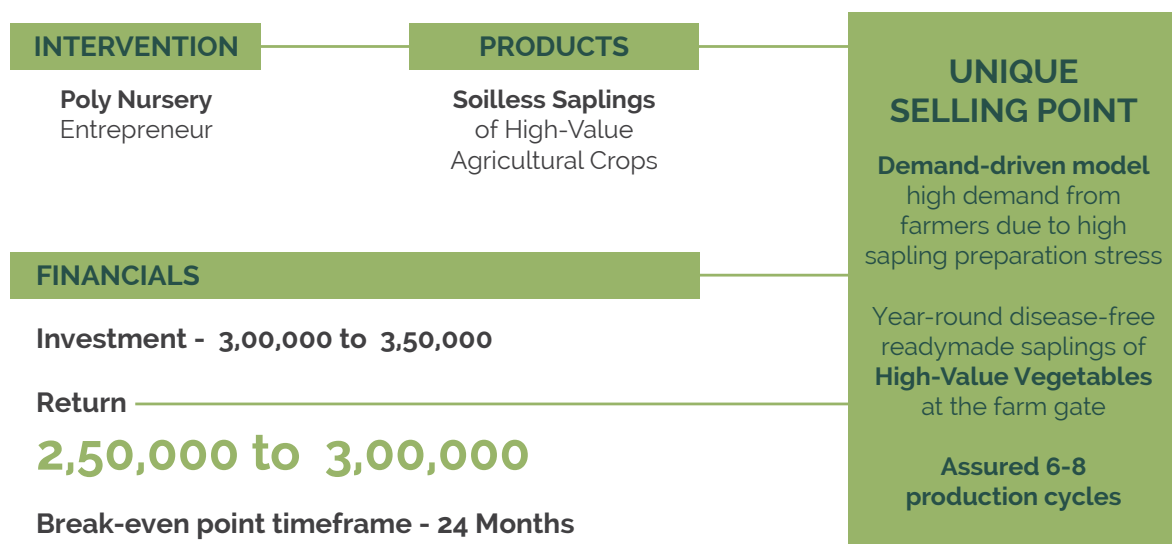 INTERVENTION
Poly Nursery
Entrepreneur
PRODUCTS
Soilless Saplings
of High-Value
Agricultural Crops
FINANCIALS
Investment - 3,00,000 to 3,50,000
Return
2,50,000 to 3,00,000
Break-even point timeframe - 24 Months
UNIQUE
SELLING POINT
Demand-driven model
high demand from
farmers due to high
sapling preparation stress
Year-round disease-free
readymade saplings of
High-Value Vegetables
at the farm gate
Assured 6-8
production cycles